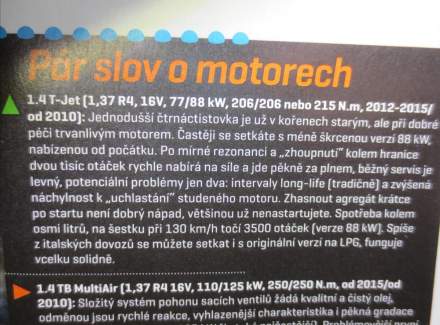 Pár slov o motorech
1.4 T-Jet [1,37 R4, 16V, 77/88 kW, 206/206 nebo 215 N.m, 2012-2015/
od 2010]: Jednodušší čtrnáctistovka je už v kořenech starým, ale při dobré
péči trvanlivým motorem. Častěji se setkáte s méně škrcenou verzí 88 kW,
nabízenou od počátku. Po mírné rezonanci a „zhoupnutí" kolem hranice
dvou tisíc otáček rychle nabírá na síle a jde pěkně za plnem, běžný servis je
levný, potenciální problémy jen dva: intervaly long-life (tradičně) a zvýšená
náchylnost k „uchlastání" studeného motoru. Zhasnout agregát krátce
po startu není dobrý nápad, většinou už nenastartujete. Spotřeba kolem
osmi litrů, na šestku při 130 km/h točí 3500 otáček (verze 88 kW). Spíše
z italských dovozů se můžete setkat i s originální verzí na LPG, funguje
vcelku solidně.
1.4 TB MultiAir (1,37 R4 16V, 110/125 kW, 250/250 N.m, od 2015/od
2010): Složitý systém pohonu sacích ventilů žádá kvalitní a čistý olej,
odměnou jsou rychlé reakce, vyhlazenější charakteristika i pěkná gradace